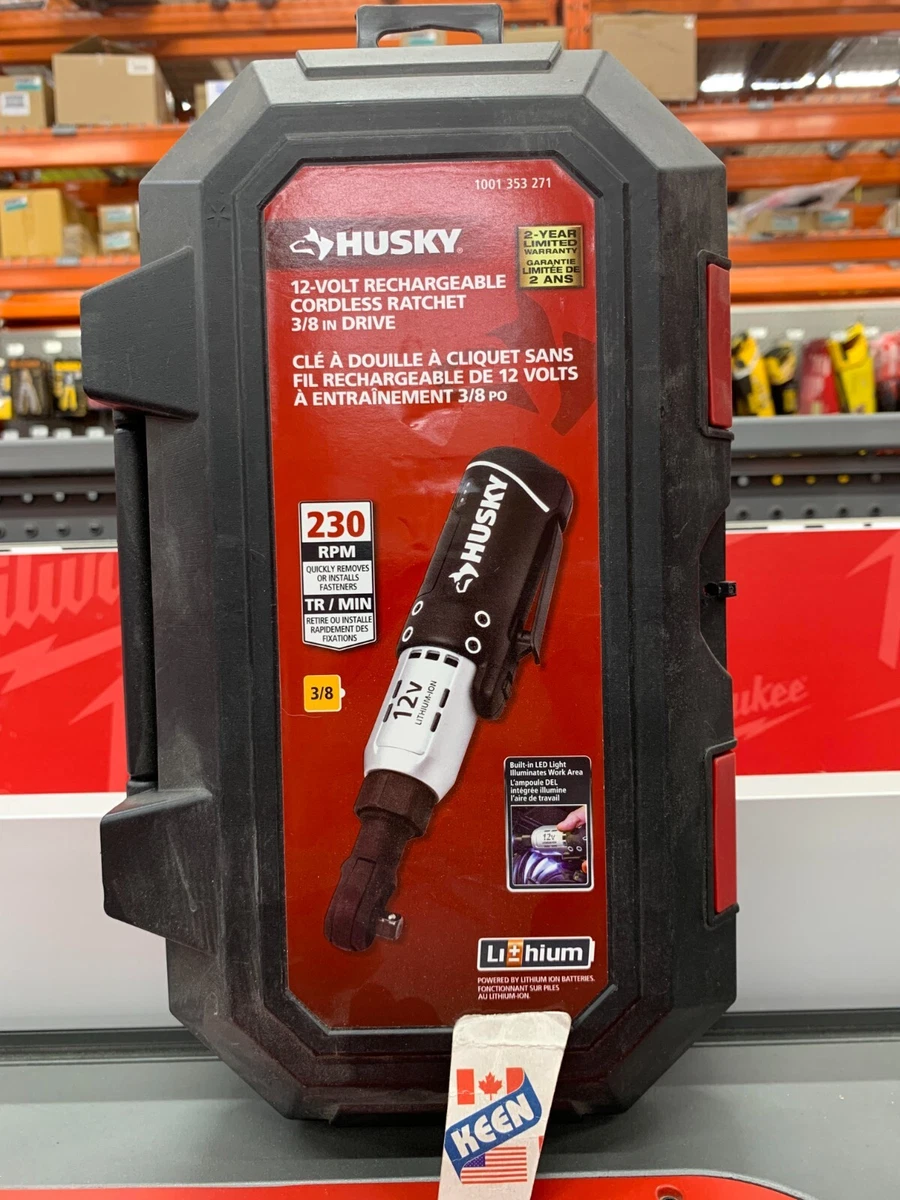 1001 353 271
HUSKY®
2-YEAR
LIMITED
WARRANTY
GARANTIE
LIMITÉE DE
2 ANS
12-VOLT RECHARGEABLE
CORDLESS RATCHET
3/8 IN DRIVE
CLÉ À DOUILLE À CLIQUET SANS
FIL RECHARGEABLE DE 12 VOLTS
À ENTRAÎNEMENT 3/8 PO
HUSKY
230
RPM
QUICKLY REMOVES
OR INSTALLS
FASTENERS
TR / MIN
RETIRE OU INSTALLE
RAPIDEMENT DES
FIXATIONS
3/8
12V
LITHIUM-ION
Built-in LED Light
Illuminates Work Area
L'ampoule DEL
intégrée illumine
l'aire de travail
12V
Lithium
POWERED BY LITHIUM ION BATTERIES.
FONCTIONNANT SUR PILES
AU LITHIUM-ION.
KEEN